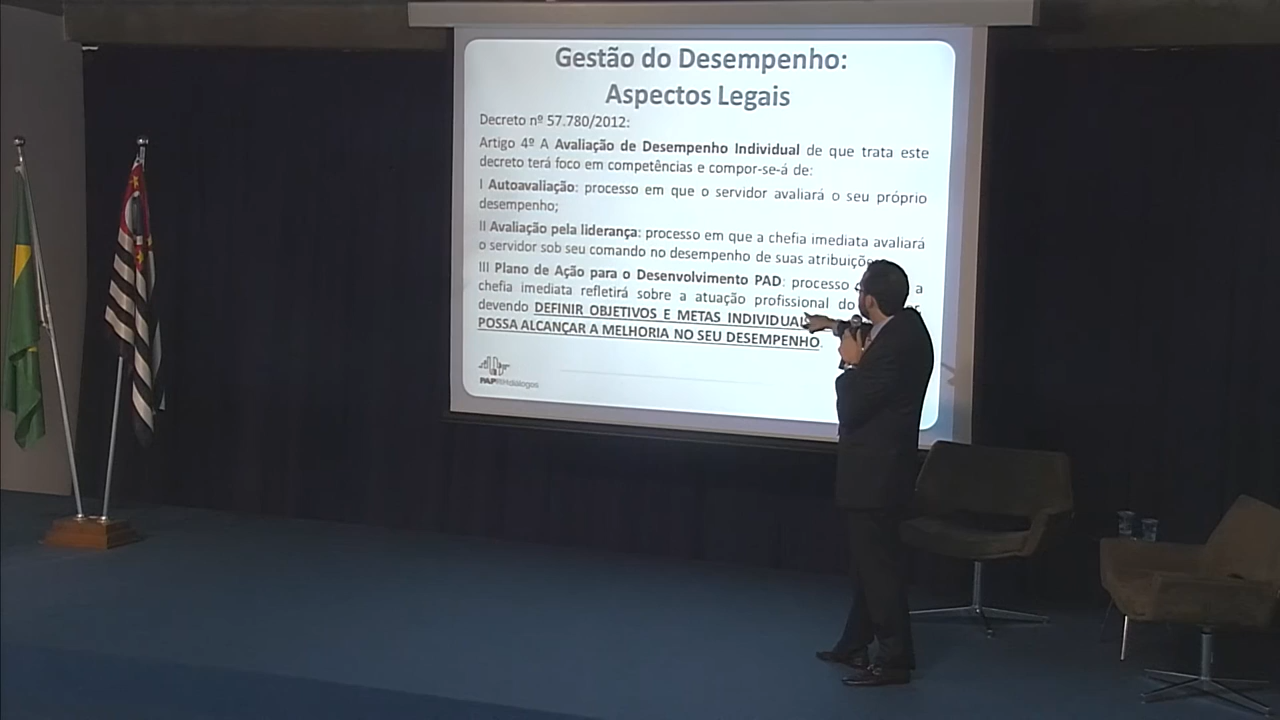 Gestão do Desempenho:
Aspectos Legais
Decreto nº 57.780/2012:
Artigo 4º A Avaliação de Desempenho Individual de que trata este
decreto terá foco em competências e compor-se-á de:
I Autoavaliação: processo em que o servidor avaliará o seu próprio
desempenho;
II Avaliação pela liderança: processo em que a chefia imediata avaliará
o servidor sob seu comando no desempenho de suas
III Plano de Ação para o Desenvolvimento PAD: processo a
chefia imediata refletirá sobre a atuação profissional do
devendo DEFINIR OBJETIVOS E METAS
POSSA ALCANÇAR A MELHORIA NO SEU DESEMPENHO.
PAPRHdiálogos